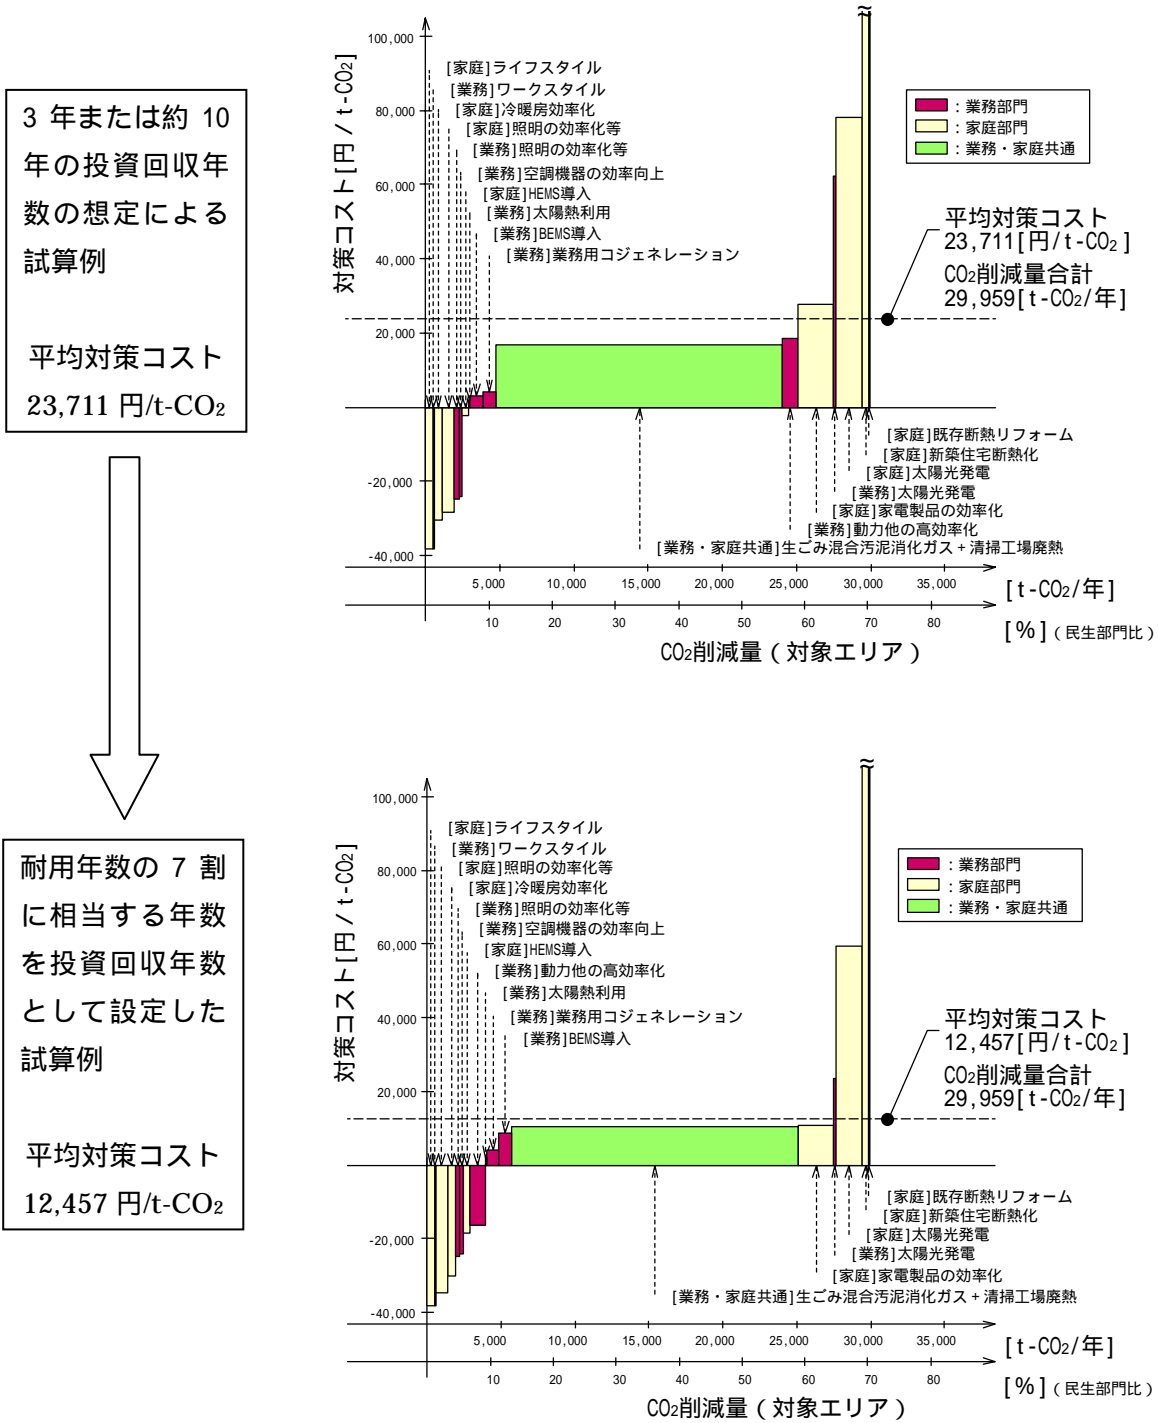 3 年または約 10
年の投資回収年
数の想定による
試算例
平均対策コスト
23,711 円/t-CO2
耐用年数の 7 割
に相当する年数
を投資回収年数
として設定した
試算例
平均対策コスト
12,457 円/t-CO2
対策コスト[円/t-CO2]
100,000
80,000
60,000
40,000
20,000
-20,000
-40,000
[家庭]ライフスタイル
[業務]ワークスタイル
[家庭]冷暖房効率化
[家庭]照明の効率化等
[業務]照明の効率化等
[業務]空調機器の効率向上
[家庭]HEMS導入
[業務]太陽熱利用
[業務]BEMS導入
[業務]業務用コジェネレーション
:業務部門
:家庭部門
:業務・家庭共通
平均対策コスト
23,711[円/t-CO2]
CO2削減量合計
29,959[t-CO2/年]
[家庭]既存断熱リフォーム
[家庭]新築住宅断熱化
[家庭]太陽光発電
[業務]太陽光発電
[家庭]家電製品の効率化
[業務]動力他の高効率化
[業務・家庭共通]生ごみ混合汚泥消化ガス+清掃工場廃熱
5,000 10,000 15,000 20,000 25,000 30,000 35,000 [t-CO2/年]
10 20 30 40 50 60 70 80 [%](民生部門比)
CO2削減量(対象エリア)
対策コスト[円/t-CO2]
100,000
80,000
60,000
40,000
20,000
-20,000
-40,000
[家庭]ライフスタイル
[業務]ワークスタイル
[家庭]照明の効率化等
[家庭]冷暖房効率化
[業務]照明の効率化等
[業務]空調機器の効率向上
[家庭]HEMS導入
[業務]動力他の高効率化
[業務]太陽熱利用
[業務]業務用コジェネレーション
[業務]BEMS導入
:業務部門
:家庭部門
:業務・家庭共通
平均対策コスト
12,457[円/t-CO2]
CO2削減量合計
29,959[t-CO2/年]
[家庭]既存断熱リフォーム
[家庭]新築住宅断熱化
[家庭]太陽光発電
[業務]太陽光発電
[家庭]家電製品の効率化
[業務・家庭共通]生ごみ混合汚泥消化ガス+清掃工場廃熱
5,000 10,000 15,000 20,000 25,000 30,000 35,000 [t-CO2/年]
10 20 30 40 50 60 70 80 [%](民生部門比)
CO2削減量(対象エリア)